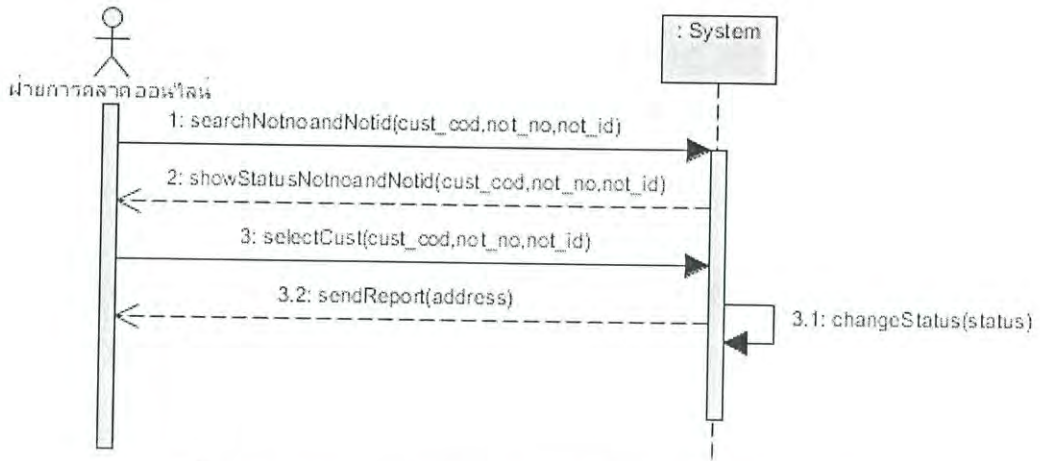 : System
ฝ่ายการตลาดออนไลน์
1: searchNotnoandNotid(cust_cod,not_no,not_id)
2: showStatusNotnoandNotid(cust_cod,not_no,not_id)
3: selectCust(cust_cod,not_no,not_id)
3.2: sendReport(address)
3.1: changeStatus(status)